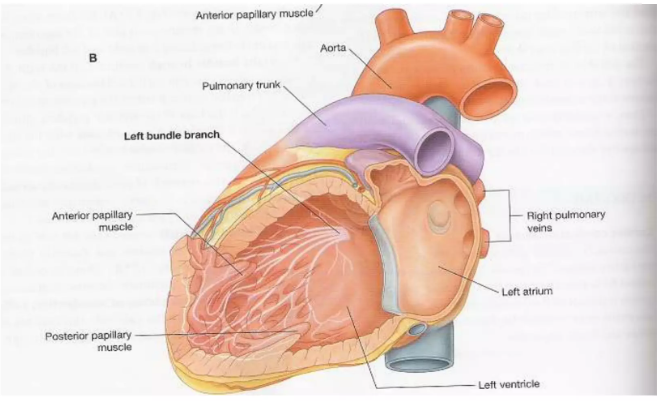 Anterior papillary muscle
Aorta
B
Pulmonary trunk
Left bundle branch
Anterior papillary
muscle
Right pulmonary
veins
Left atrium
Posterior papillary
muscle
Left ventricle